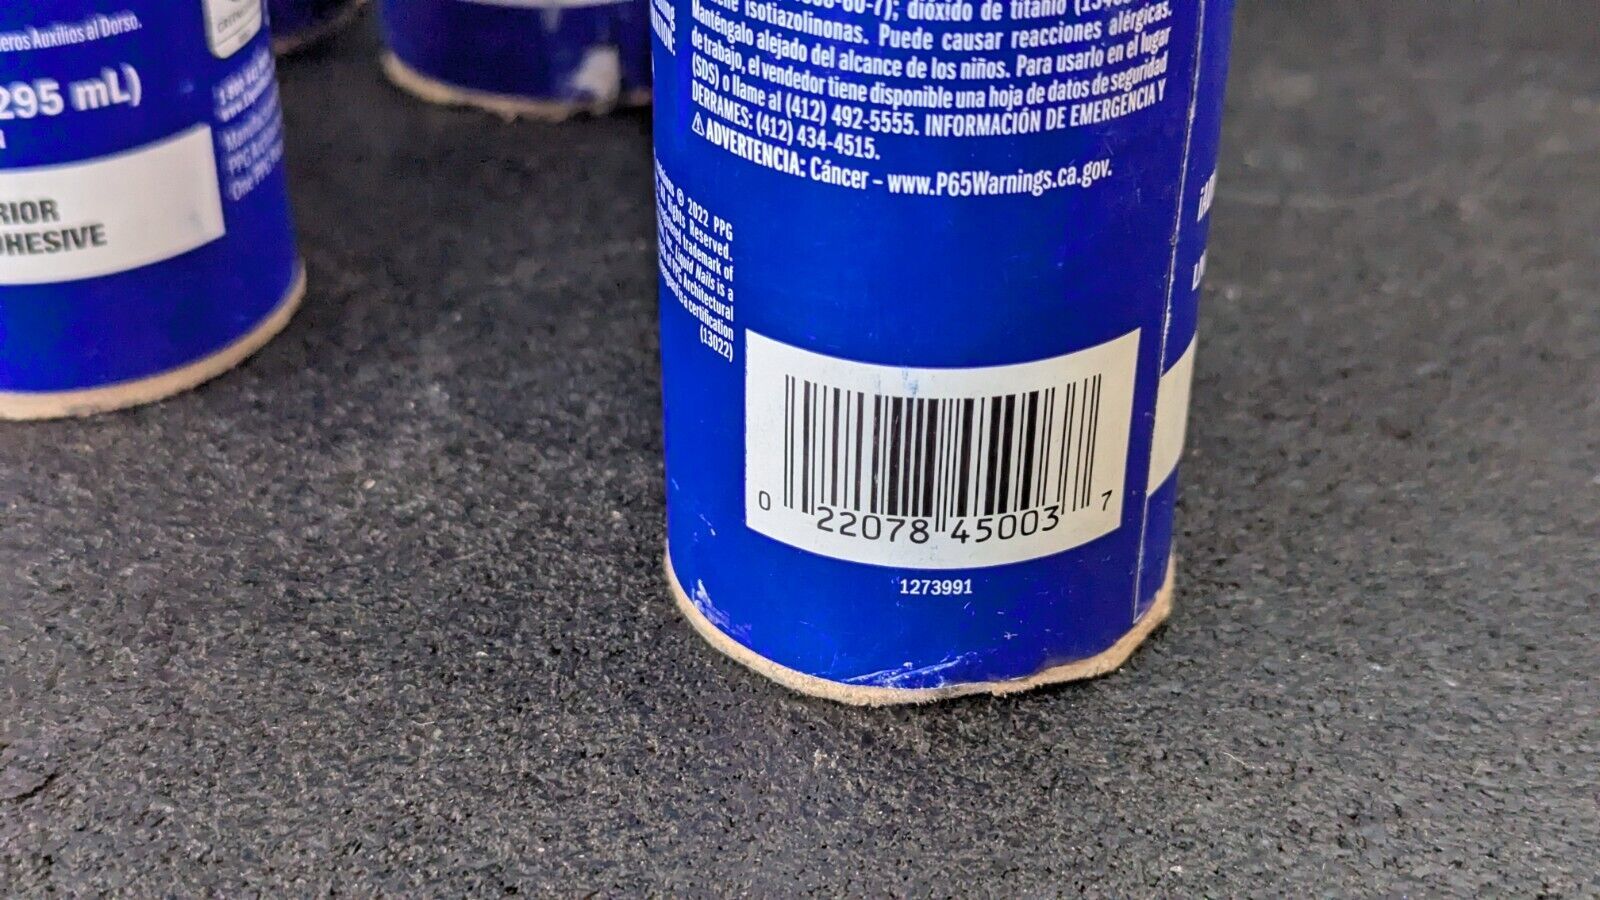 eros Auxilios al Dorso.
295 mL)
RIOR
DHESIVE
dióxido de titanio
isotiazolinonas. Puede causar reacciones alérgicas.
Manténgalo alejado del alcance de los niños. Para usarlo en el lugar
de trabajo, el vendedor tiene disponible una hoja de datos de seguridad
(SDS) o llame al (412) 492-5555. INFORMACIÓN DE EMERGENCIA Y
DERRAMES: (412) 434-4515.
⚠ADVERTENCIA: Cáncer – www.P65Warnings.ca.gov.
© 2022 PPG
Rights Reserved.
trademark of
Liquid Nails is a
PPG Architectural
is a certification
(13022)
0 22078 45003 7
1273991